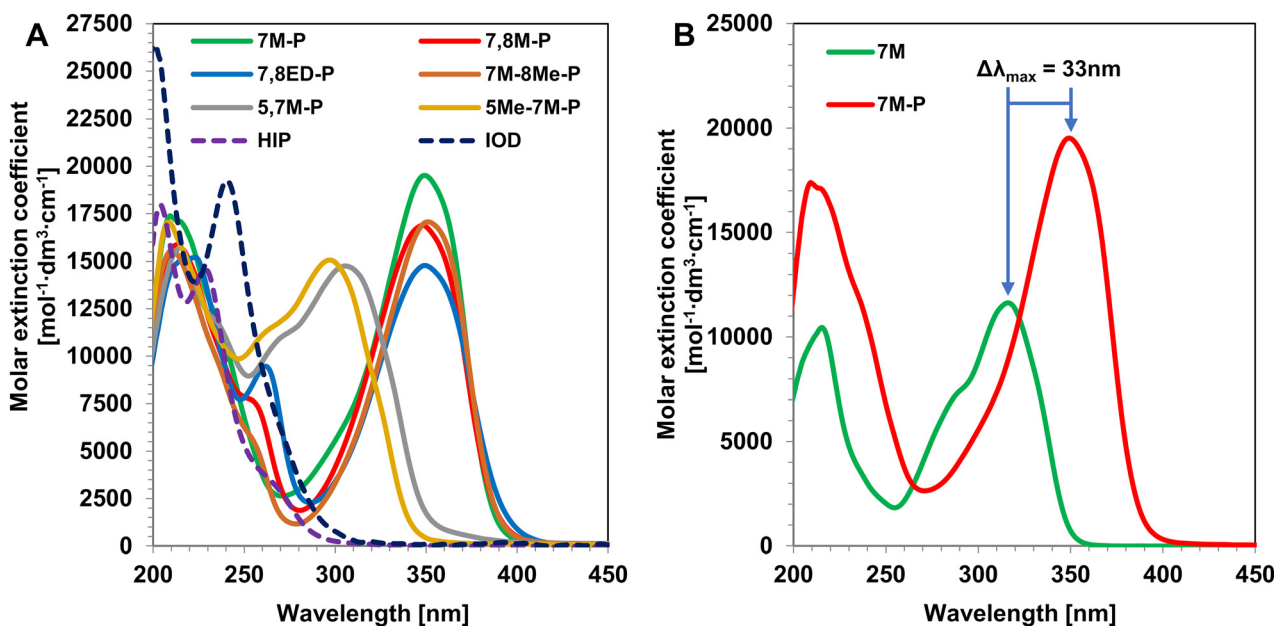 A
7M-P
7,8M-P
7,8ED-P
7M-8Me-P
5,7M-P
5Me-7M-P
HIP
IOD
Molar extinction coefficient
[mol⁻¹·dm³·cm⁻¹]
27500
25000
22500
20000
17500
15000
12500
10000
7500
5000
2500
0
200 250 300 350 400 450
Wavelength [nm]
B
7M
7M-P
Δλmax = 33nm
Molar extinction coefficient
[mol⁻¹·dm³·cm⁻¹]
25000
20000
15000
10000
5000
0
200 250 300 350 400 450
Wavelength [nm]